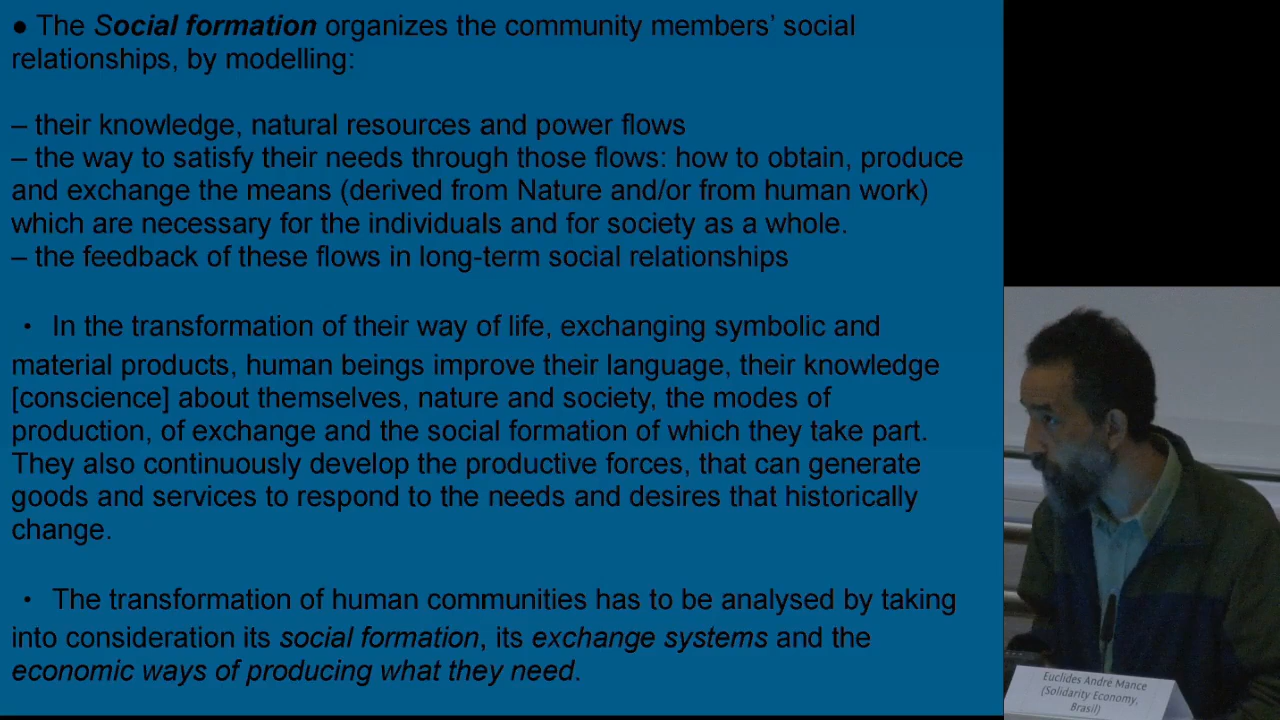 ● The Social formation organizes the community members’ social
relationships, by modelling:
– their knowledge, natural resources and power flows
– the way to satisfy their needs through those flows: how to obtain, produce
and exchange the means (derived from Nature and/or from human work)
which are necessary for the individuals and for society as a whole.
– the feedback of these flows in long-term social relationships
• In the transformation of their way of life, exchanging symbolic and
material products, human beings improve their language, their knowledge
[conscience] about themselves, nature and society, the modes of
production, of exchange and the social formation of which they take part.
They also continuously develop the productive forces, that can generate
goods and services to respond to the needs and desires that historically
change.
• The transformation of human communities has to be analysed by taking
into consideration its social formation, its exchange systems and the
economic ways of producing what they need.
Euclides André Mance
(Solidarity Economy,
Brasil)